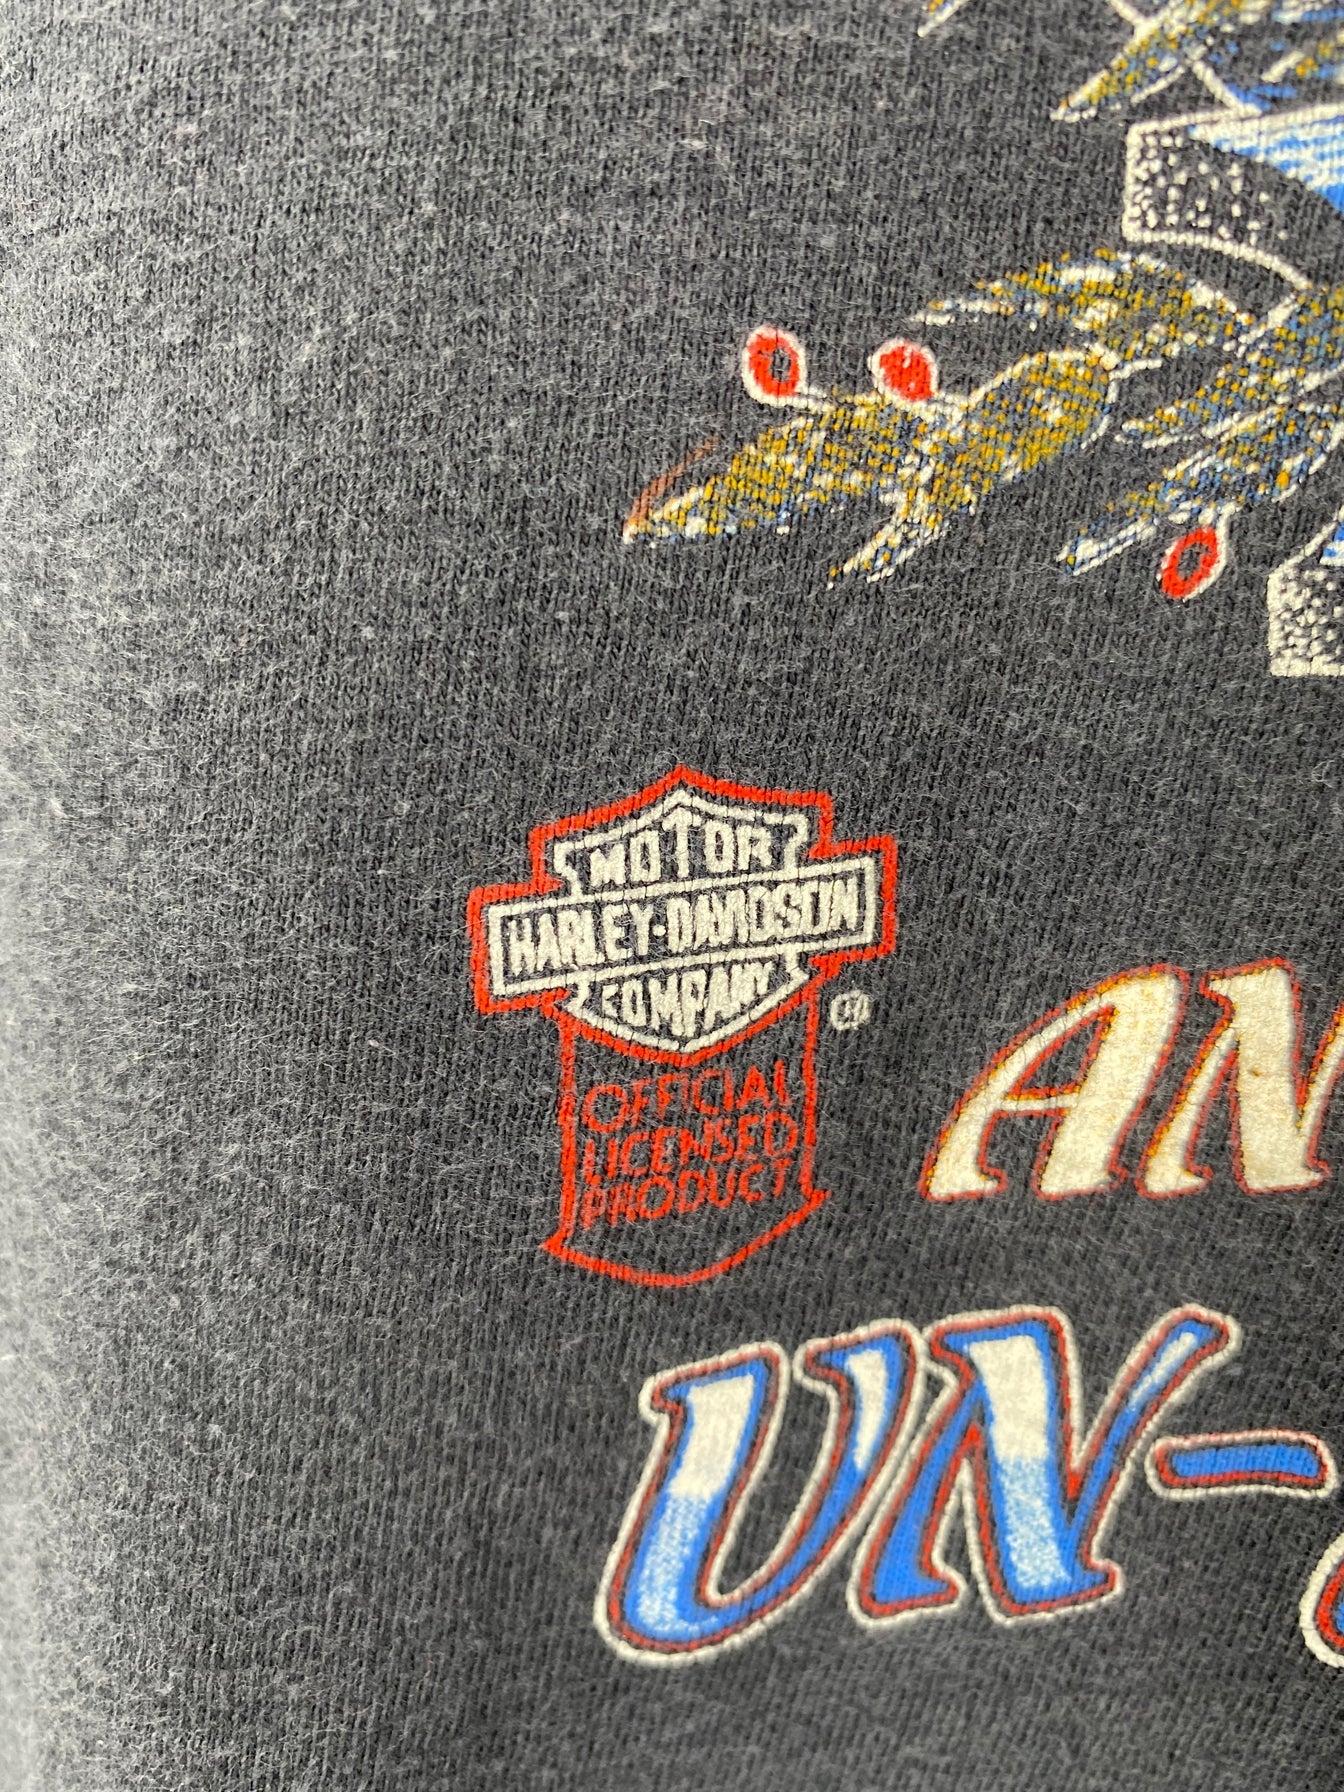 MOTOR
HARLEY-DAVIDSON
COMPANY
®
OFFICIAL
LICENSED
PRODUCT
AN
UN-